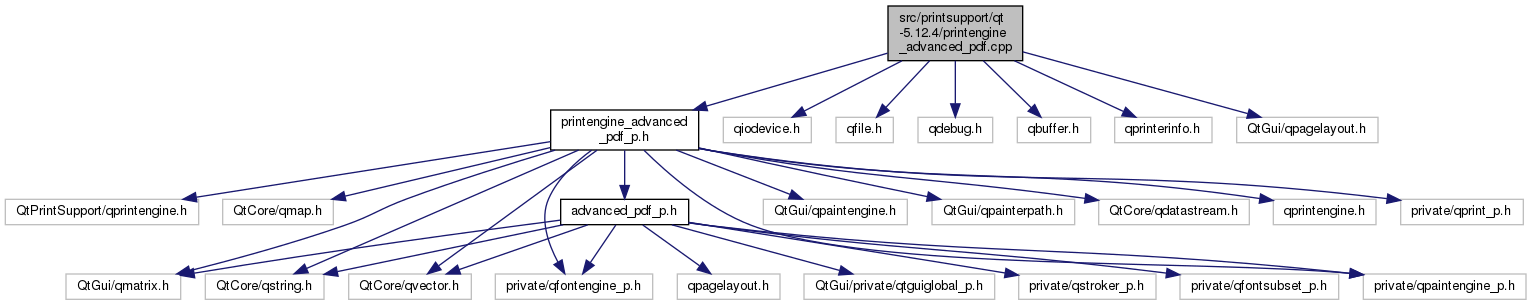 src/printsupport/qt
-5.12.4/printengine
_advanced_pdf.cpp
printengine_advanced
_pdf_p.h
qiodevice.h
qfile.h
qdebug.h
qbuffer.h
qprinterinfo.h
QtGui/qpagelayout.h
QtPrintSupport/qprintengine.h
QtCore/qmap.h
advanced_pdf_p.h
QtGui/qpaintengine.h
QtGui/qpainterpath.h
QtCore/qdatastream.h
qprintengine.h
private/qprint_p.h
QtGui/qmatrix.h
QtCore/qstring.h
QtCore/qvector.h
private/qfontengine_p.h
qpagelayout.h
QtGui/private/qtguiglobal_p.h
private/qstroker_p.h
private/qfontsubset_p.h
private/qpaintengine_p.h